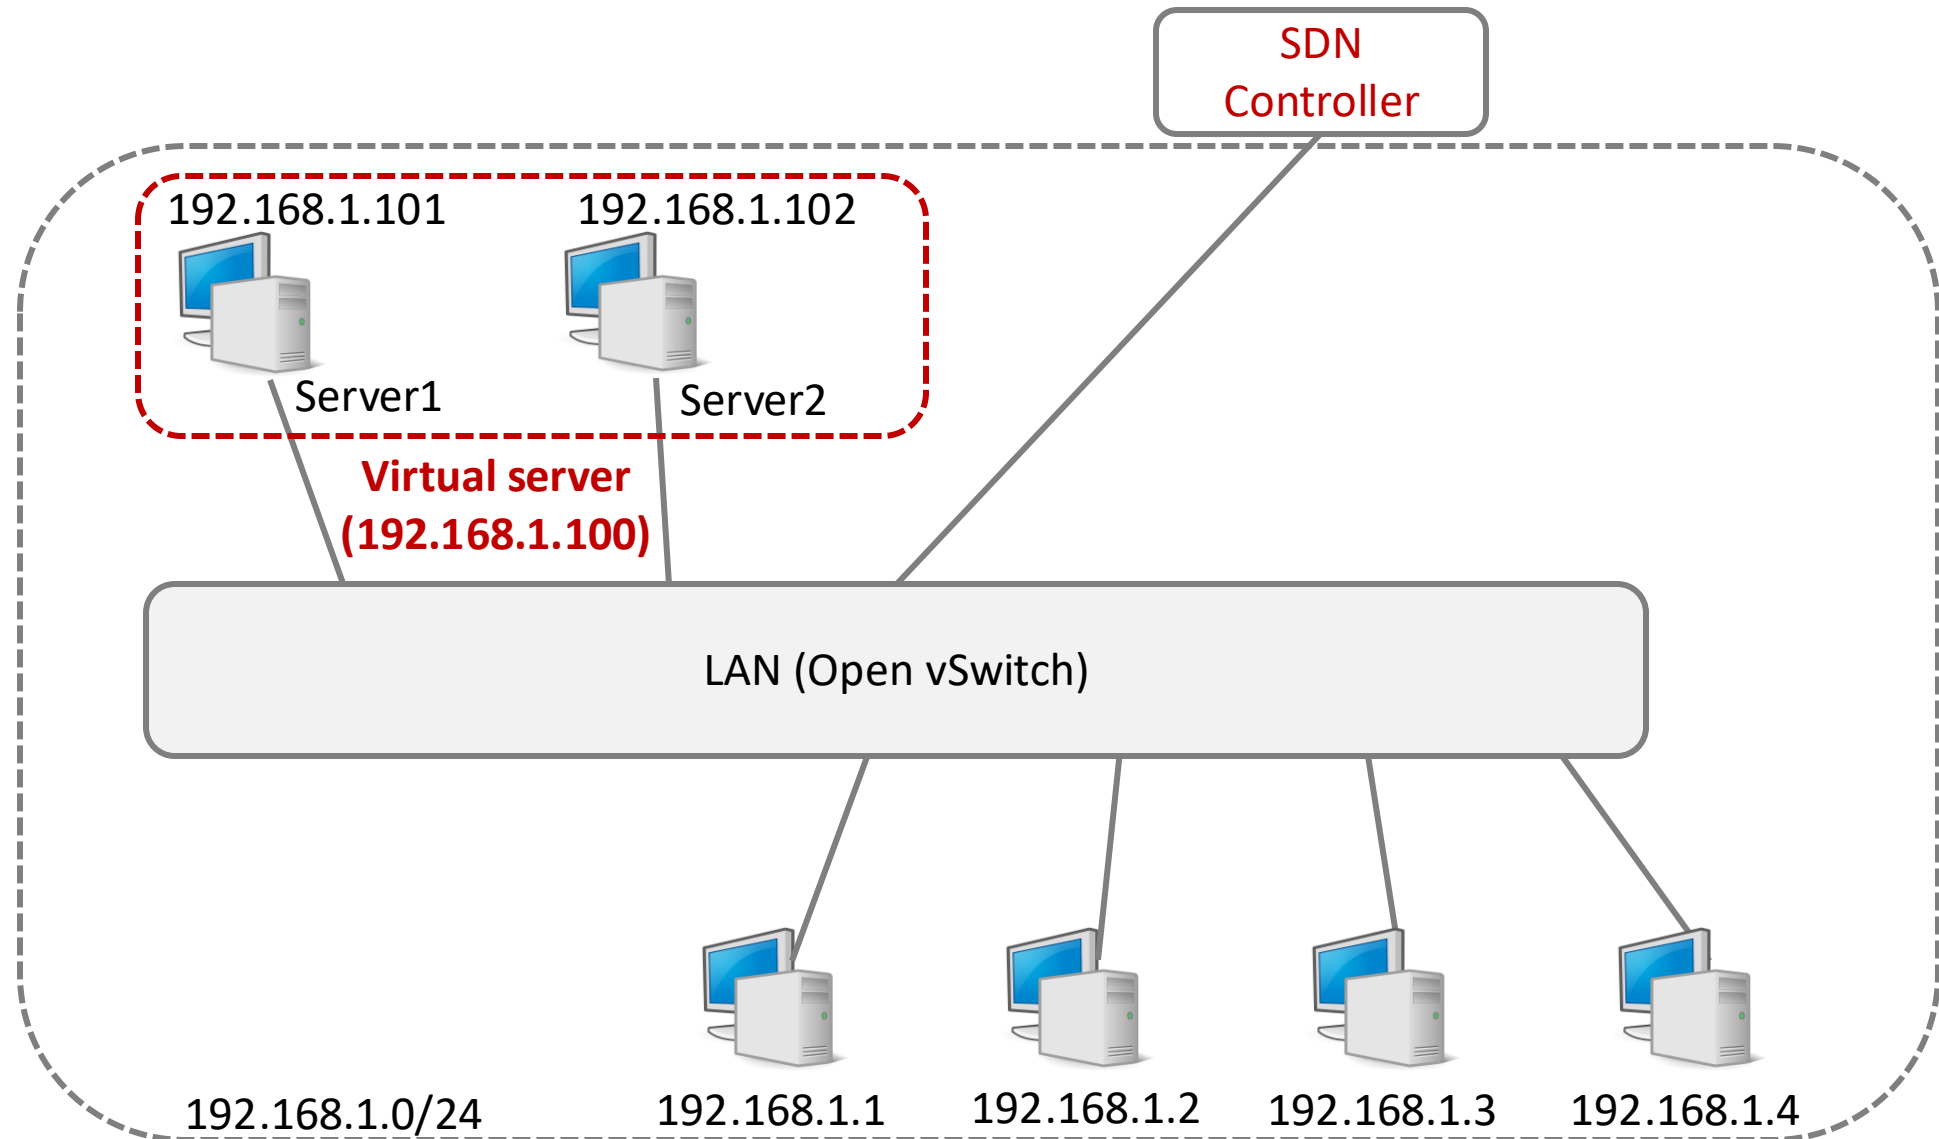 SDN
Controller
192.168.1.101
192.168.1.102
Server1
Server2
Virtual server
(192.168.1.100)
LAN (Open vSwitch)
192.168.1.0/24
192.168.1.1
192.168.1.2
192.168.1.3
192.168.1.4